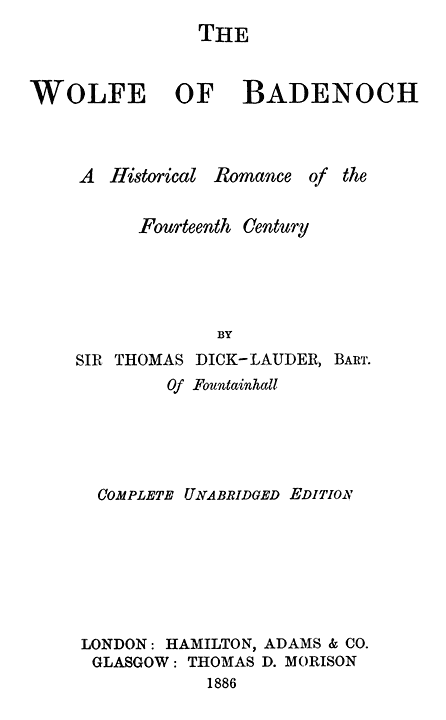 THE
WOLFE OF BADENOCH
A Historical Romance of the
Fourteenth Century
BY
SIR THOMAS DICK-LAUDER, BART.
Of Fountainhall
COMPLETE UNABRIDGED EDITION
LONDON: HAMILTON, ADAMS & CO.
GLASGOW: THOMAS D. MORISON
1886